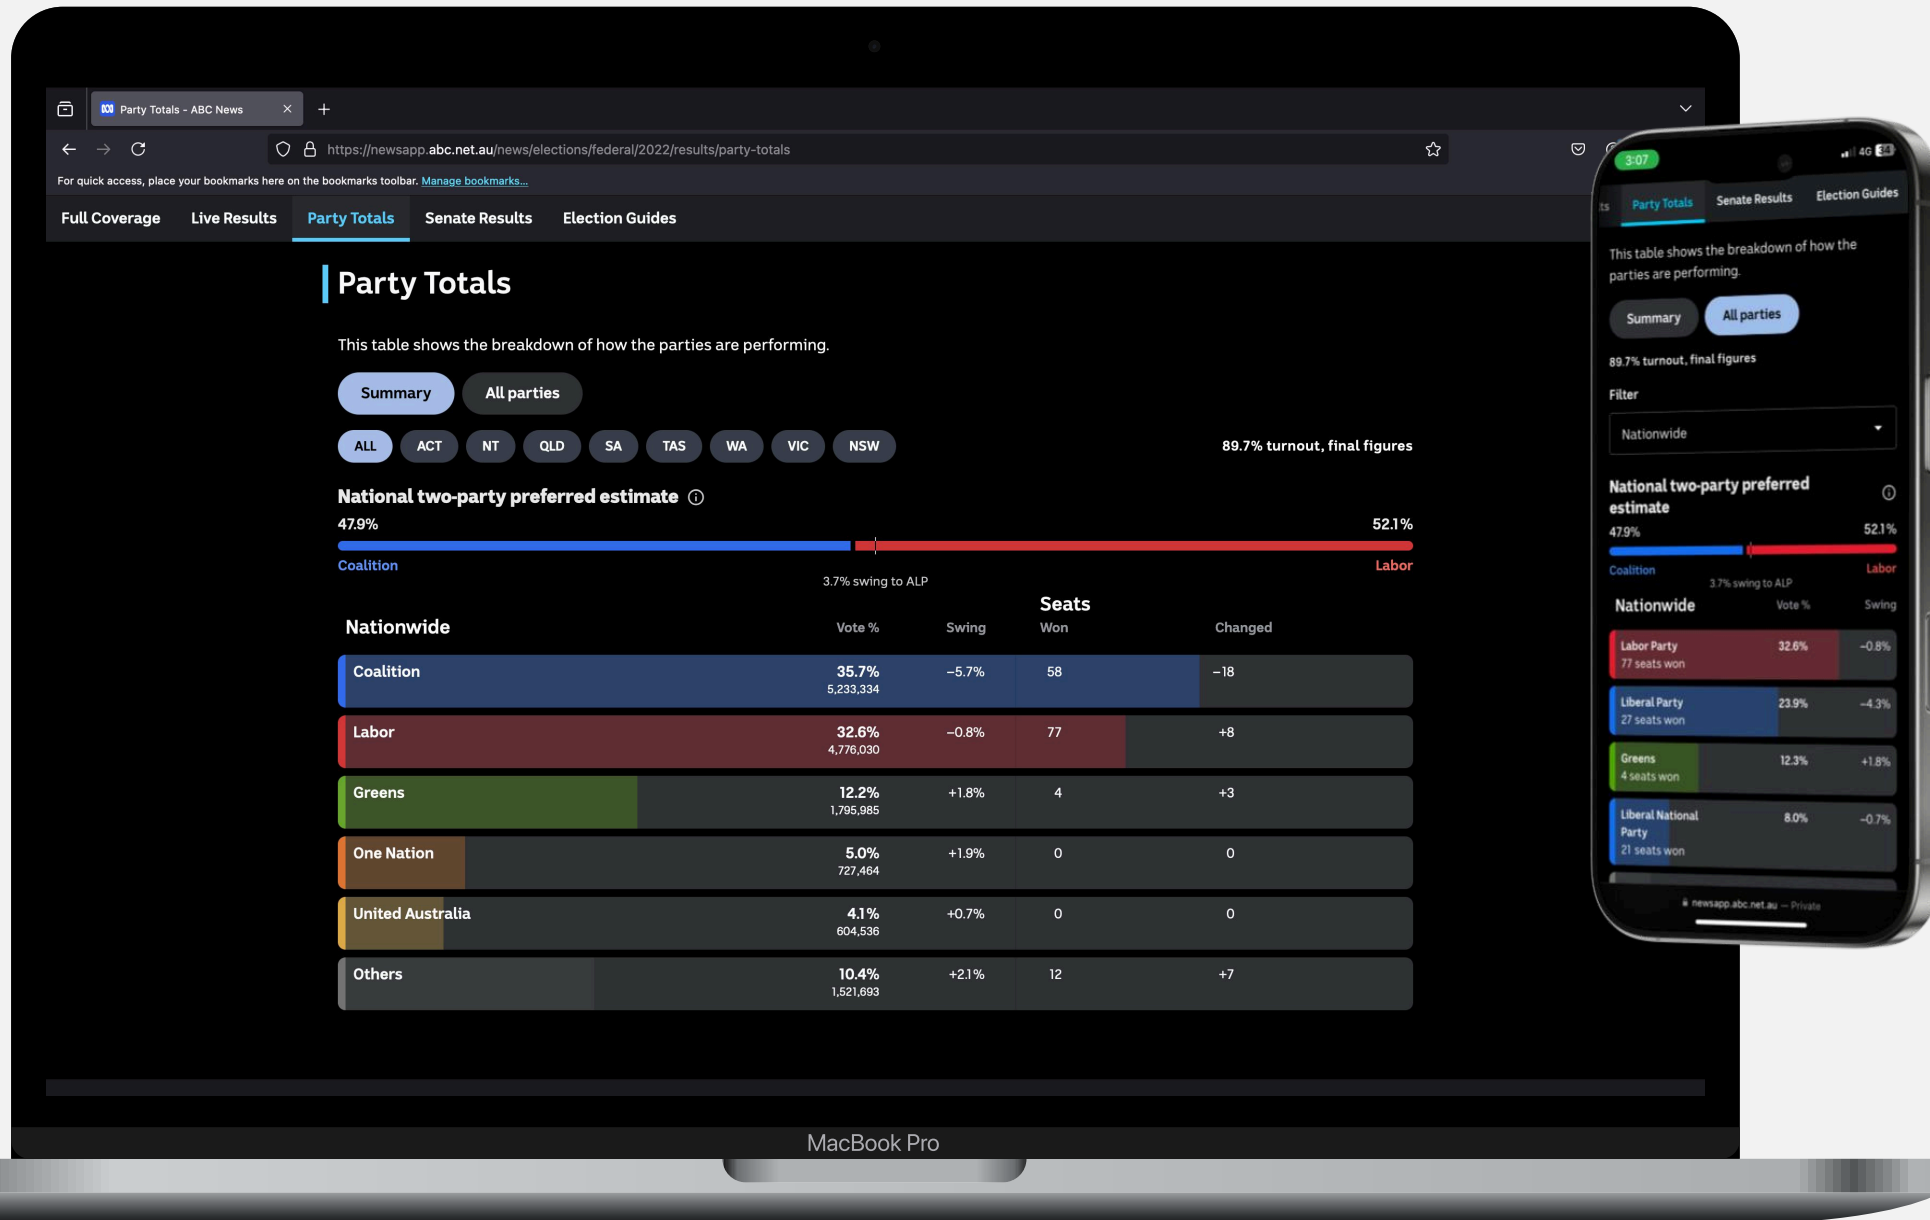 Party Totals - ABC News
https://newsapp.abc.net.au/news/elections/federal/2022/results/party-totals
For quick access, place your bookmarks here on the bookmarks toolbar. Manage bookmarks...
Full Coverage Live Results Party Totals Senate Results Election Guides
Party Totals
This table shows the breakdown of how the parties are performing.
Summary All parties
ALL ACT NT QLD SA TAS WA VIC NSW 89.7% turnout, final figures
National two-party preferred estimate
47.9% 52.1%
Coalition Labor
3.7% swing to ALP
Seats
Nationwide Vote % Swing Won Changed
Coalition 35.7% −5.7% 58 −18
5,233,334
Labor 32.6% −0.8% 77 +8
4,776,030
Greens 12.2% +1.8% 4 +3
1,795,985
One Nation 5.0% +1.9% 0 0
727,464
United Australia 4.1% +0.7% 0 0
604,536
Others 10.4% +2.1% 12 +7
1,521,693
MacBook Pro
3:07 4G 34
ts Party Totals Senate Results Election Guides
This table shows the breakdown of how the
parties are performing.
Summary All parties
89.7% turnout, final figures
Filter
Nationwide
National two-party preferred
estimate
47.9% 52.1%
Coalition Labor
3.7% swing to ALP
Nationwide Vote % Swing
Labor Party 32.6% −0.8%
77 seats won
Liberal Party 23.9% −4.3%
27 seats won
Greens 12.3% +1.8%
4 seats won
Liberal National 8.0% −0.7%
Party
21 seats won
newsapp.abc.net.au — Private